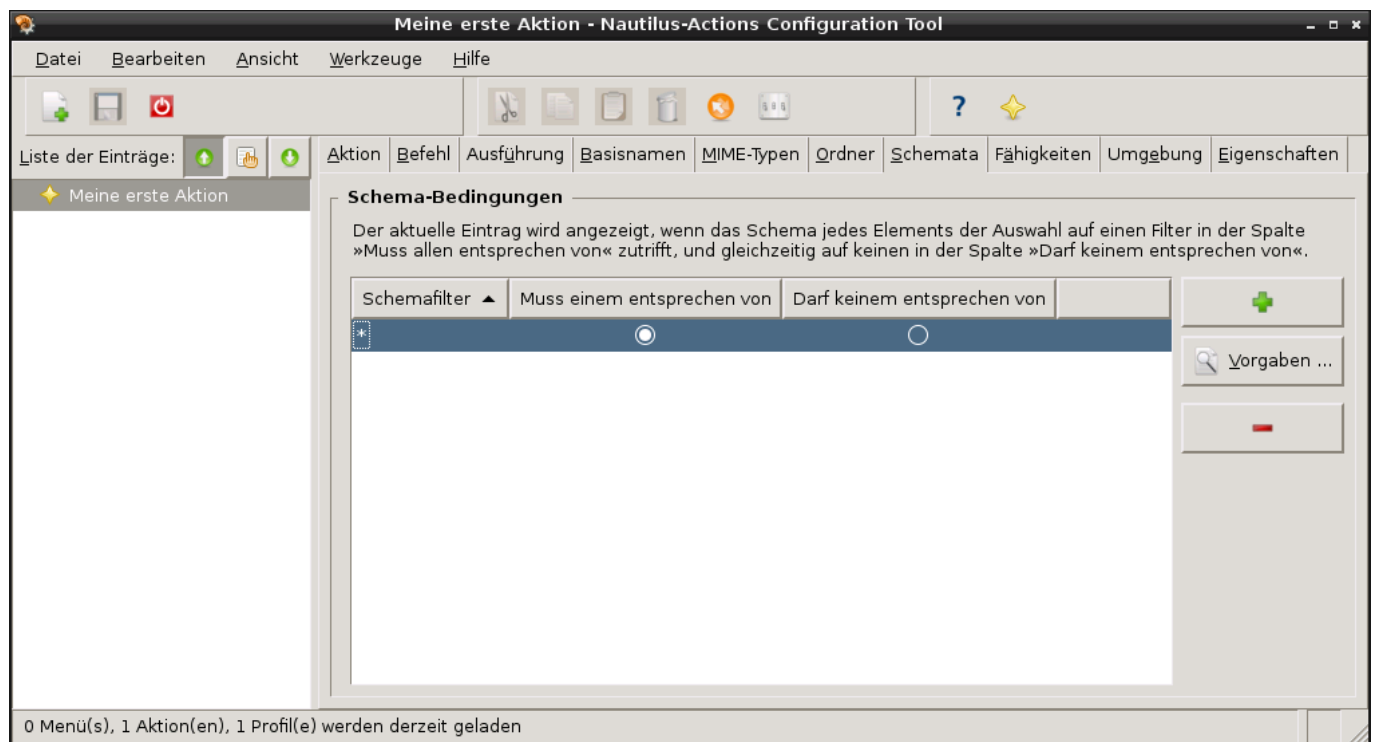 Meine erste Aktion - Nautilus-Actions Configuration Tool
Datei Bearbeiten Ansicht Werkzeuge Hilfe
Liste der Einträge:
Aktion Befehl Ausführung Basisnamen MIME-Typen Ordner Schemata Fähigkeiten Umgebung Eigenschaften
Meine erste Aktion
Schema-Bedingungen
Der aktuelle Eintrag wird angezeigt, wenn das Schema jedes Elements der Auswahl auf einen Filter in der Spalte
»Muss allen entsprechen von« zutrifft, und gleichzeitig auf keinen in der Spalte »Darf keinem entsprechen von«.
Schemafilter Muss einem entsprechen von Darf keinem entsprechen von
*
Vorgaben ...
0 Menü(s), 1 Aktion(en), 1 Profil(e) werden derzeit geladen